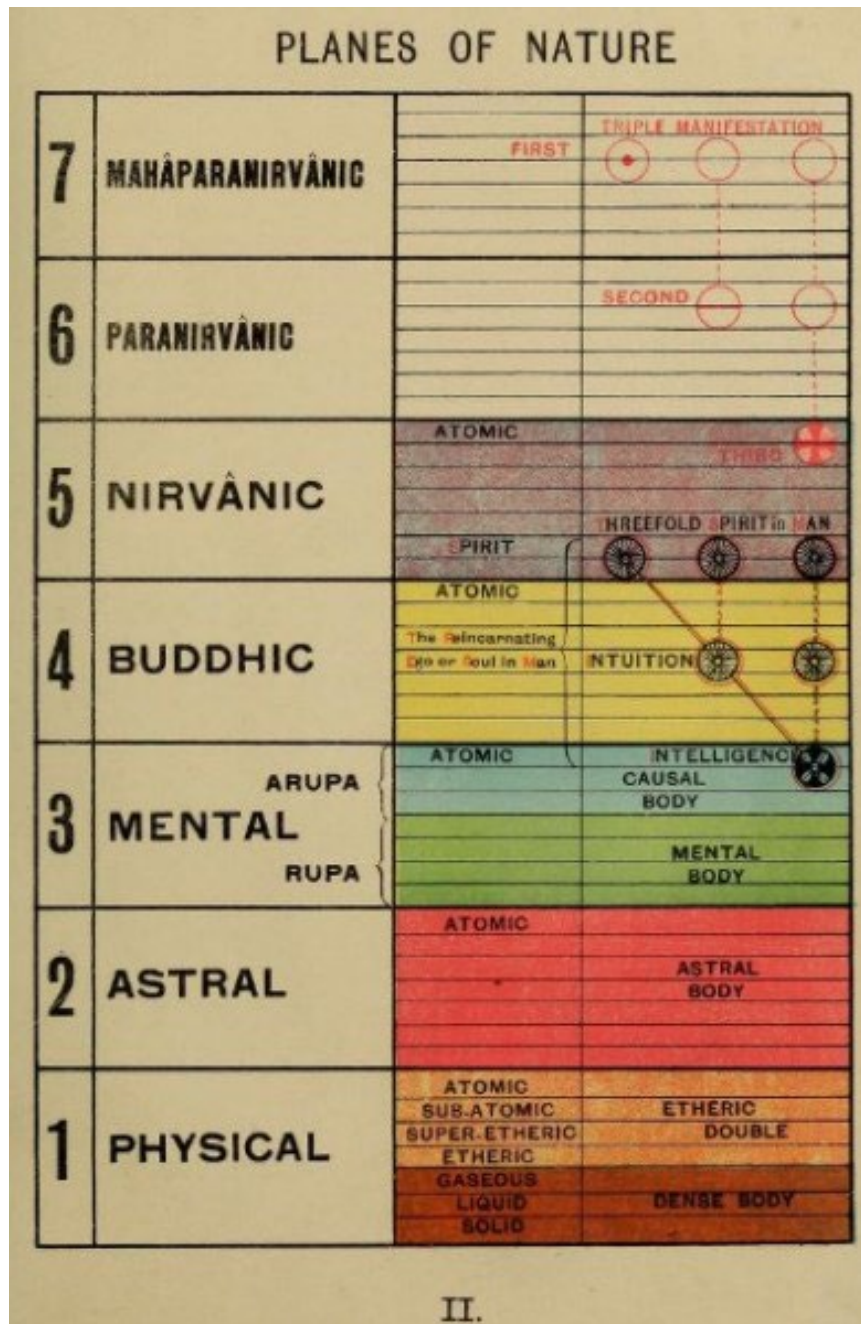 PLANES OF NATURE
7
MAHÂPARANIRVÂNIC
TRIPLE MANIFESTATION
FIRST
6
PARANIRVÂNIC
SECOND
5
NIRVÂNIC
ATOMIC
THIRD
THREEFOLD SPIRIT in MAN
SPIRIT
4
BUDDHIC
ATOMIC
The Reincarnating
Ego or Soul in Man
INTUITION
3
ARUPA
MENTAL
RUPA
ATOMIC
INTELLIGENCE
CAUSAL
BODY
MENTAL
BODY
2
ASTRAL
ATOMIC
ASTRAL
BODY
1
PHYSICAL
ATOMIC
SUB-ATOMIC
SUPER-ETHERIC
ETHERIC
ETHERIC
DOUBLE
GASEOUS
LIQUID
SOLID
DENSE BODY
II.